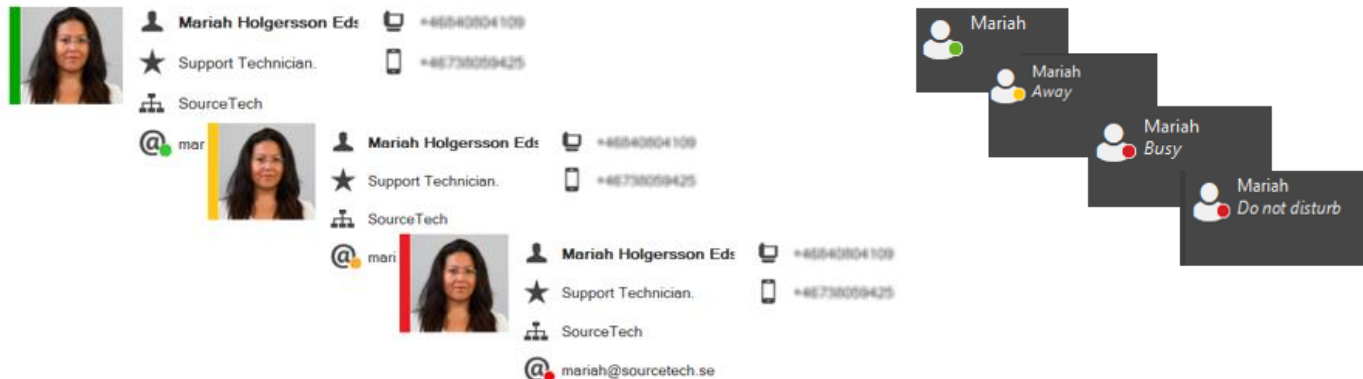 Mariah Holgersson Eds
Support Technician.
SourceTech
mar
Mariah Holgersson Eds
Support Technician.
SourceTech
mari
Mariah Holgersson Eds
Support Technician.
SourceTech
mariah@sourcetech.se
Mariah
Mariah
Away
Mariah
Busy
Mariah
Do not disturb